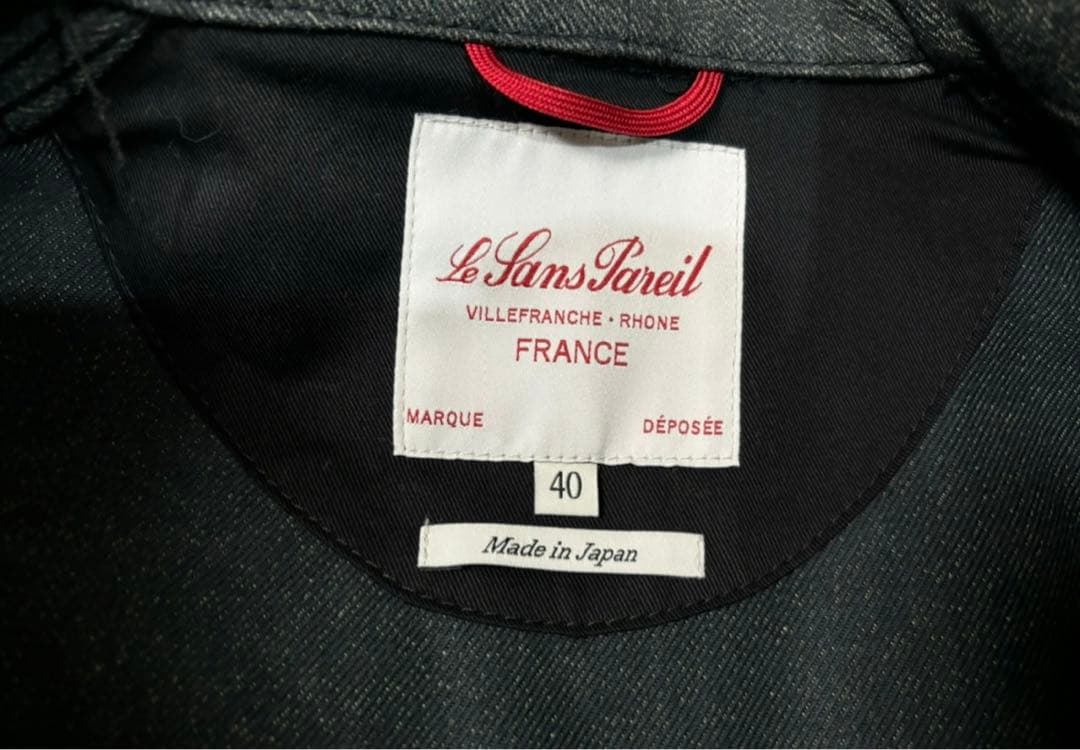 Le Sans Pareil
VILLEFRANCHE · RHONE
FRANCE
MARQUE DÉPOSÉE
40
Made in Japan